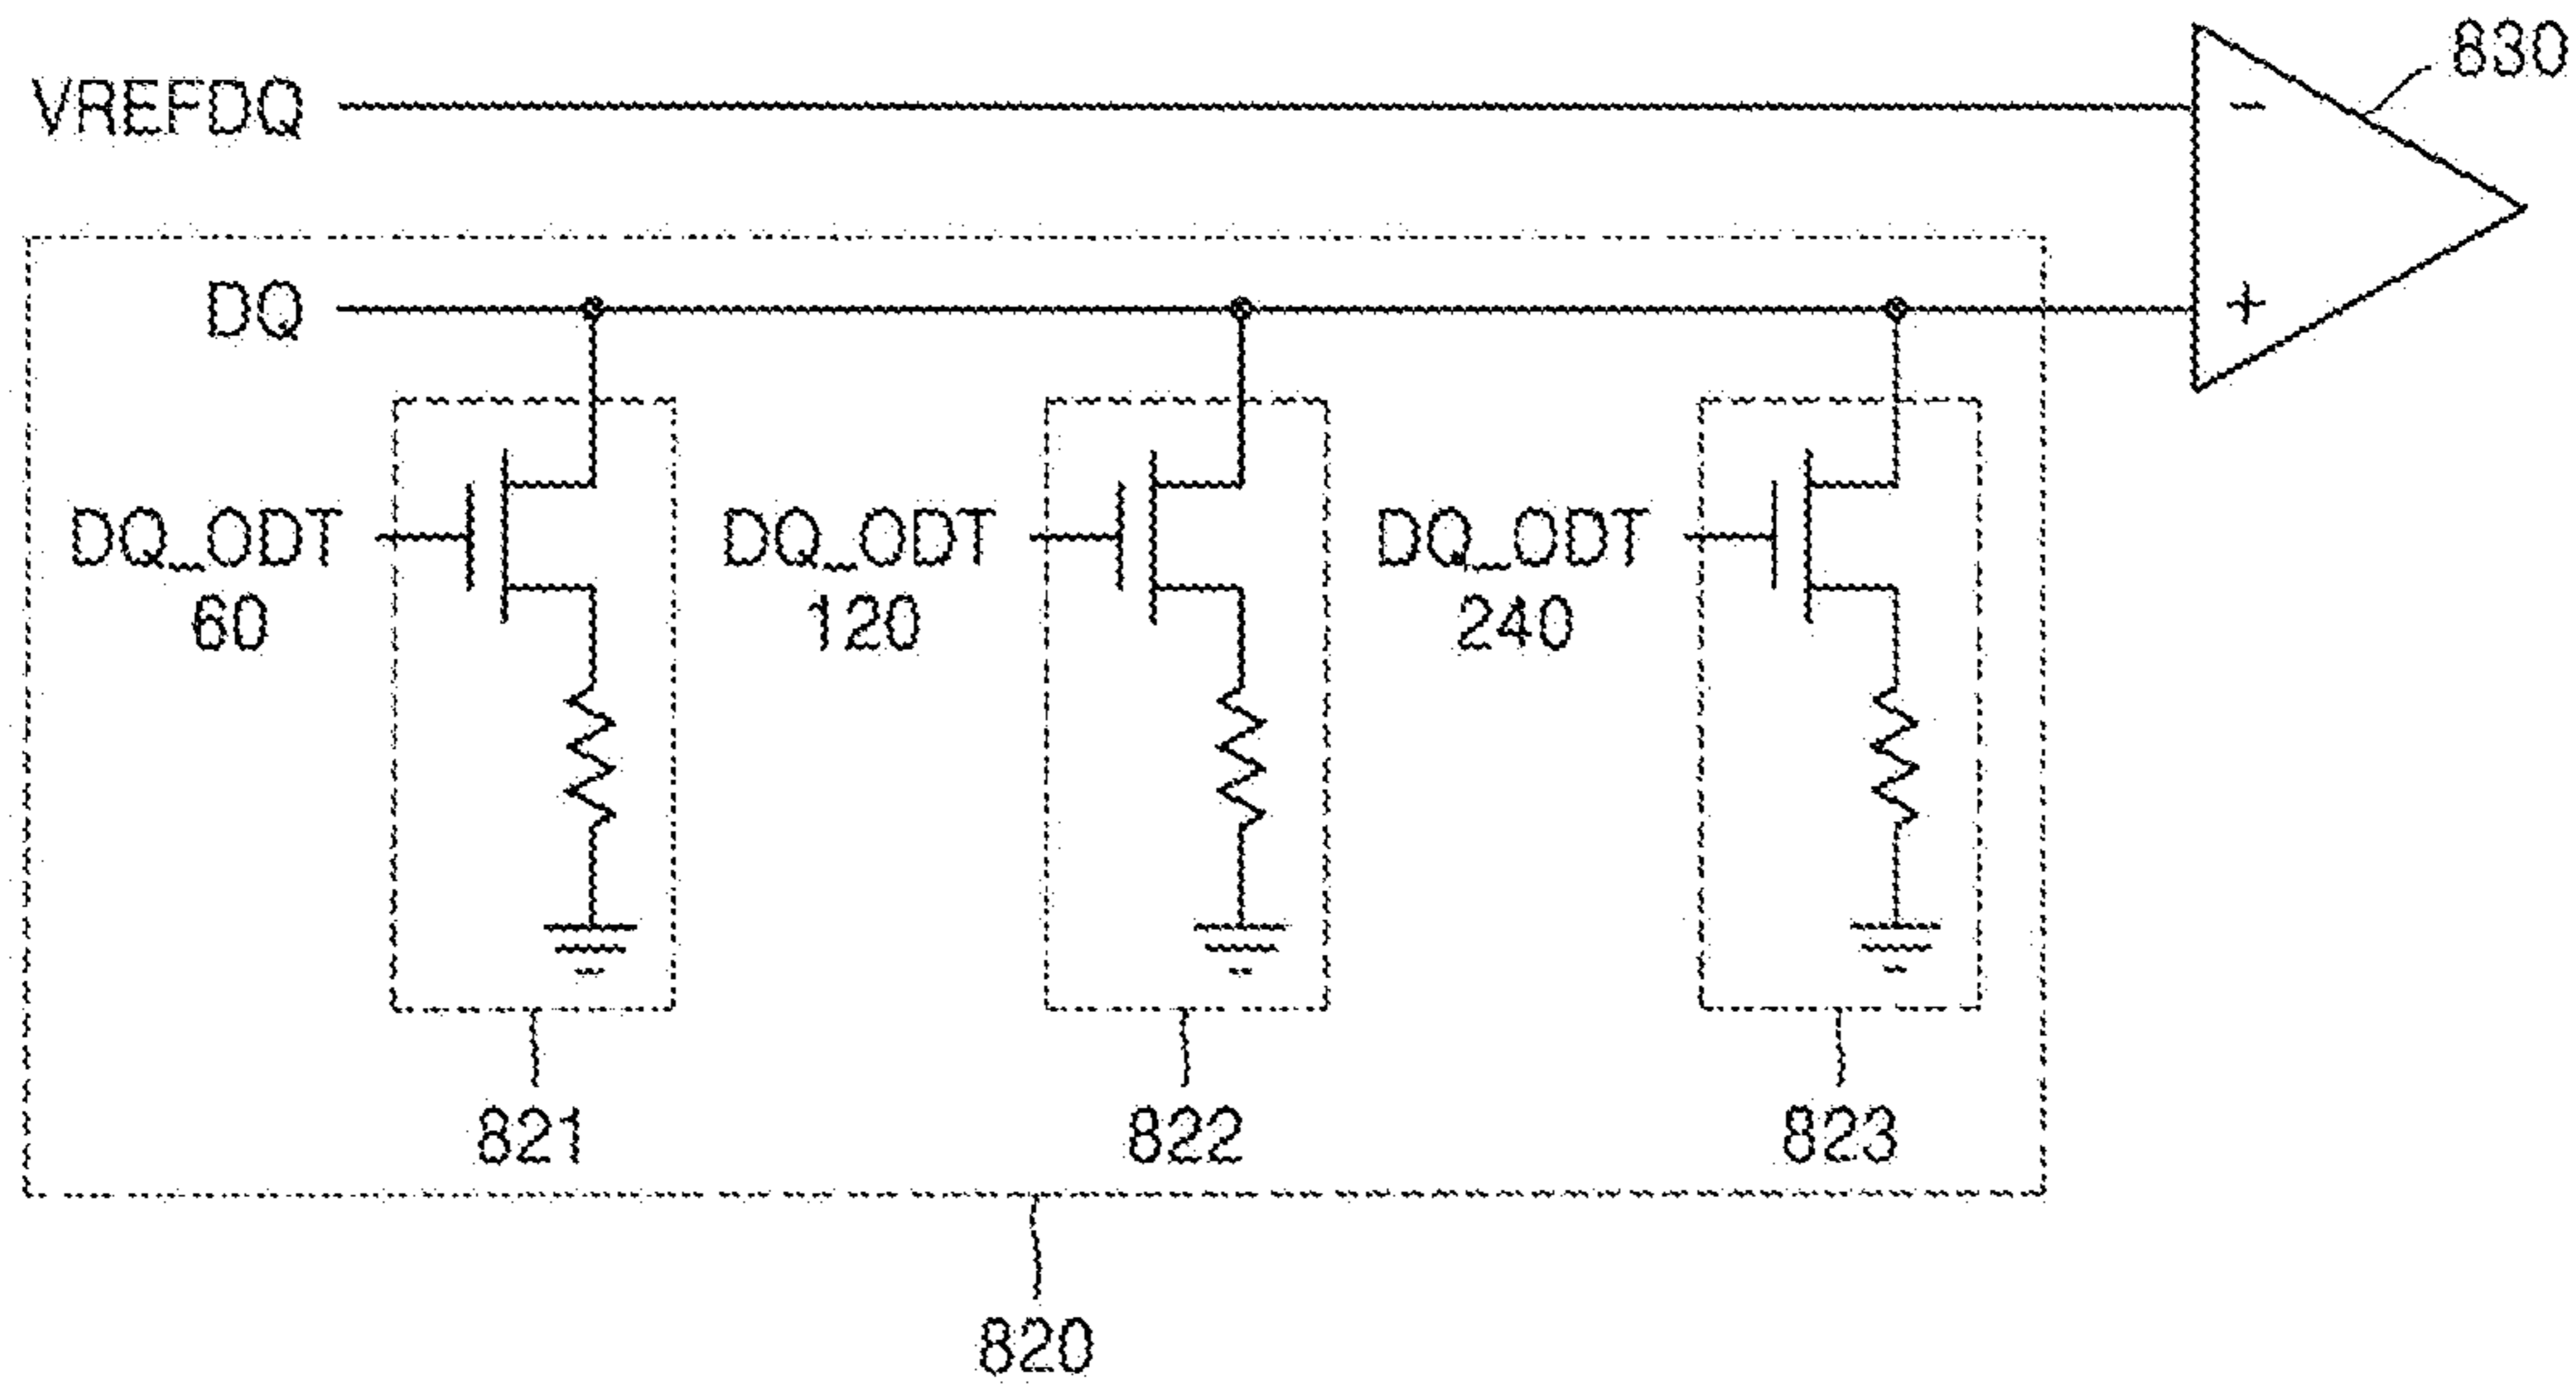 830
VREFDQ
−
DQ
+
DQ_ODT
60
DQ_ODT
120
DQ_ODT
240
821
822
823
820